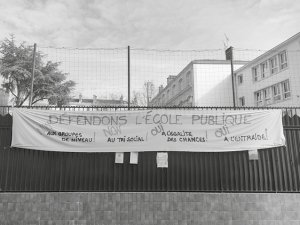 DÉFENDONS L'ÉCOLE PUBLIQUE
NON OUI OUI
AUX GROUPES DE NIVEAU! AU TRI SOCIAL! À L'ÉGALITÉ DES CHANCES! À L'ENTRAIDE!